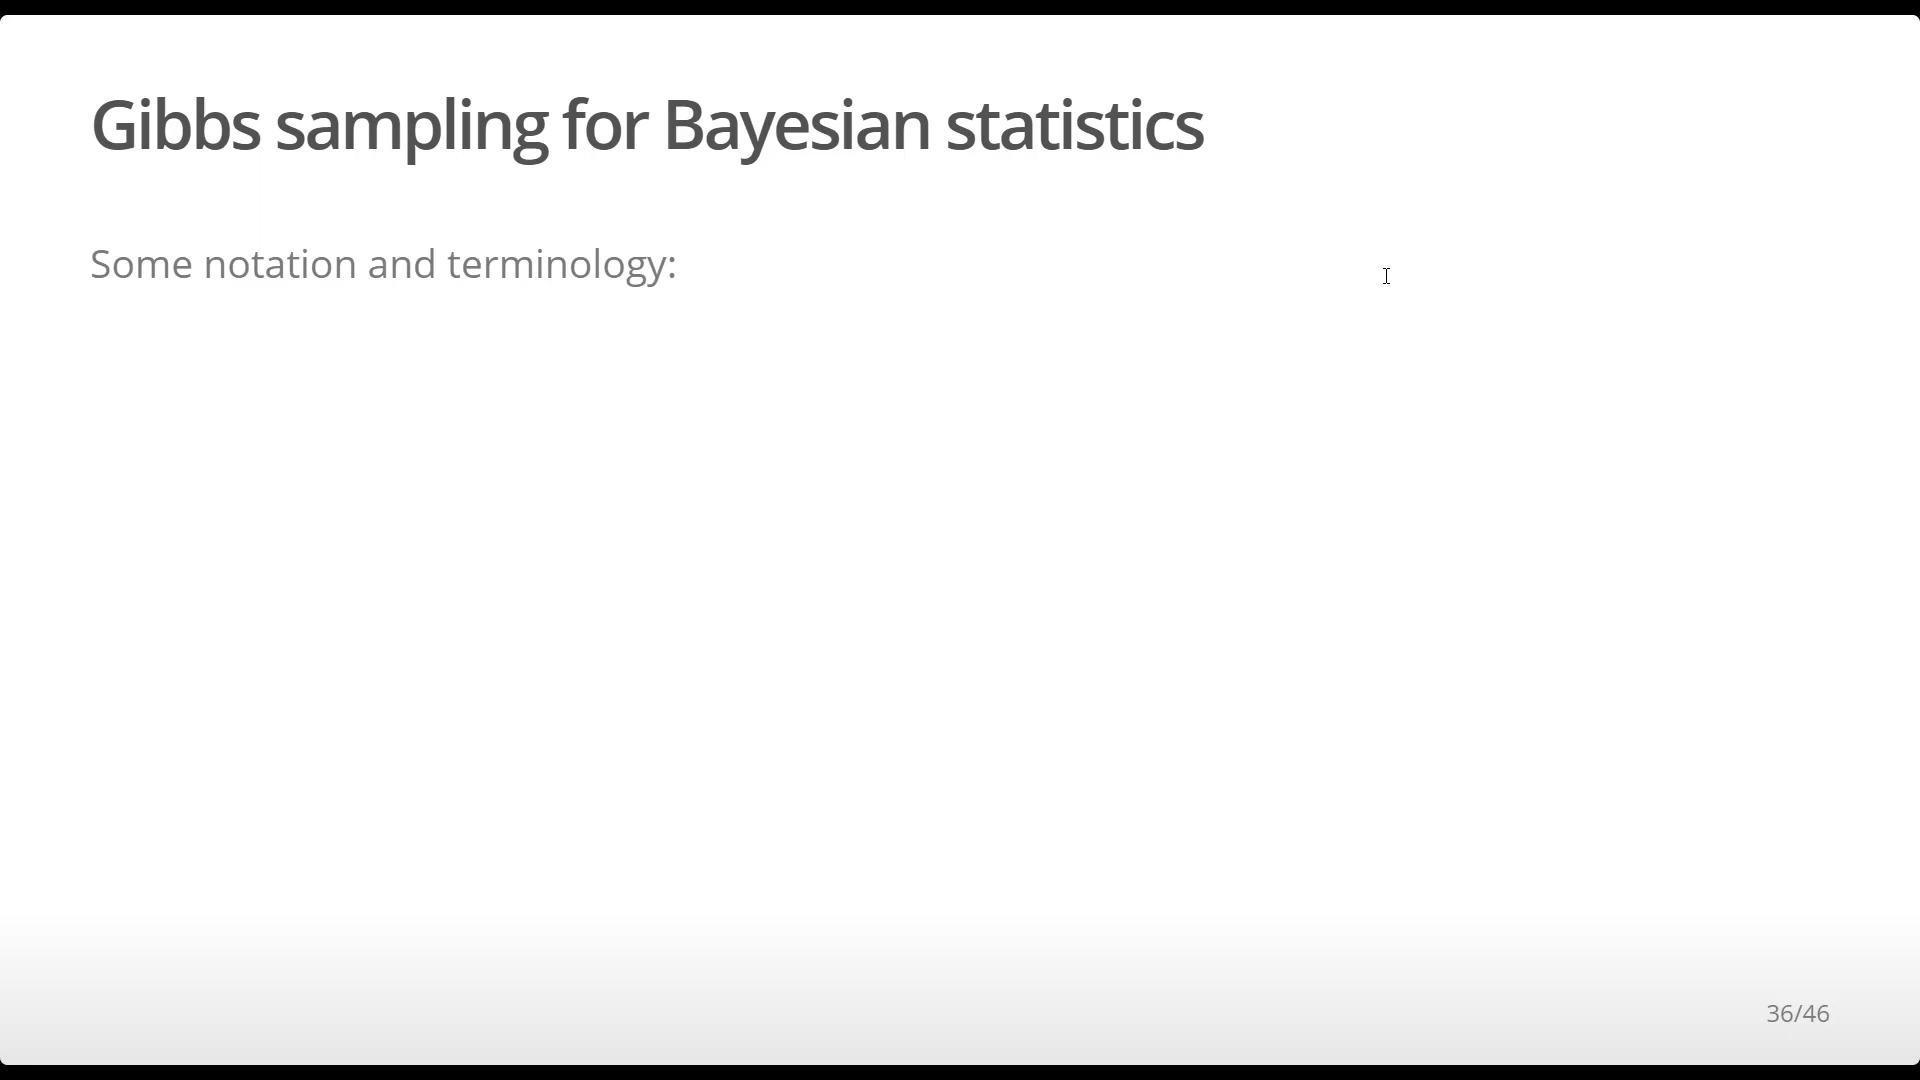 Gibbs sampling for Bayesian statistics
Some notation and terminology:
36/46